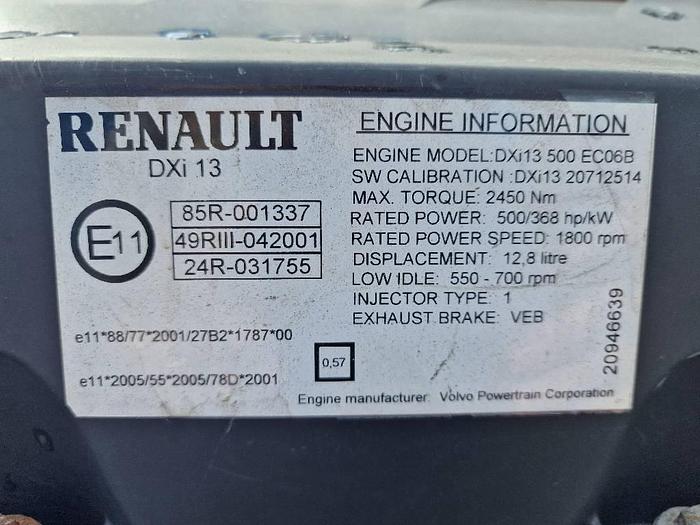 RENAULT
DXi 13
E11
85R-001337
49RIII-042001
24R-031755
e11*88/77*2001/27B2*1787*00
e11*2005/55*2005/78D*2001
0,57
ENGINE INFORMATION
ENGINE MODEL:DXi13 500 EC06B
SW CALIBRATION :DXi13 20712514
MAX. TORQUE: 2450 Nm
RATED POWER: 500/368 hp/kW
RATED POWER SPEED: 1800 rpm
DISPLACEMENT: 12,8 litre
LOW IDLE: 550 - 700 rpm
INJECTOR TYPE: 1
EXHAUST BRAKE: VEB
20946639
Engine manufacturer: Volvo Powertrain Corporation